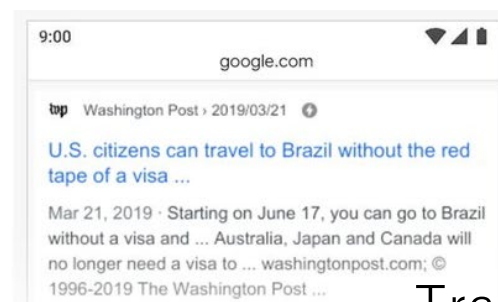 9:00
google.com
wp Washington Post › 2019/03/21
U.S. citizens can travel to Brazil without the red
tape of a visa ...
Mar 21, 2019 · Starting on June 17, you can go to Brazil
without a visa and ... Australia, Japan and Canada will
no longer need a visa to ... washingtonpost.com; ©
1996-2019 The Washington Post ...